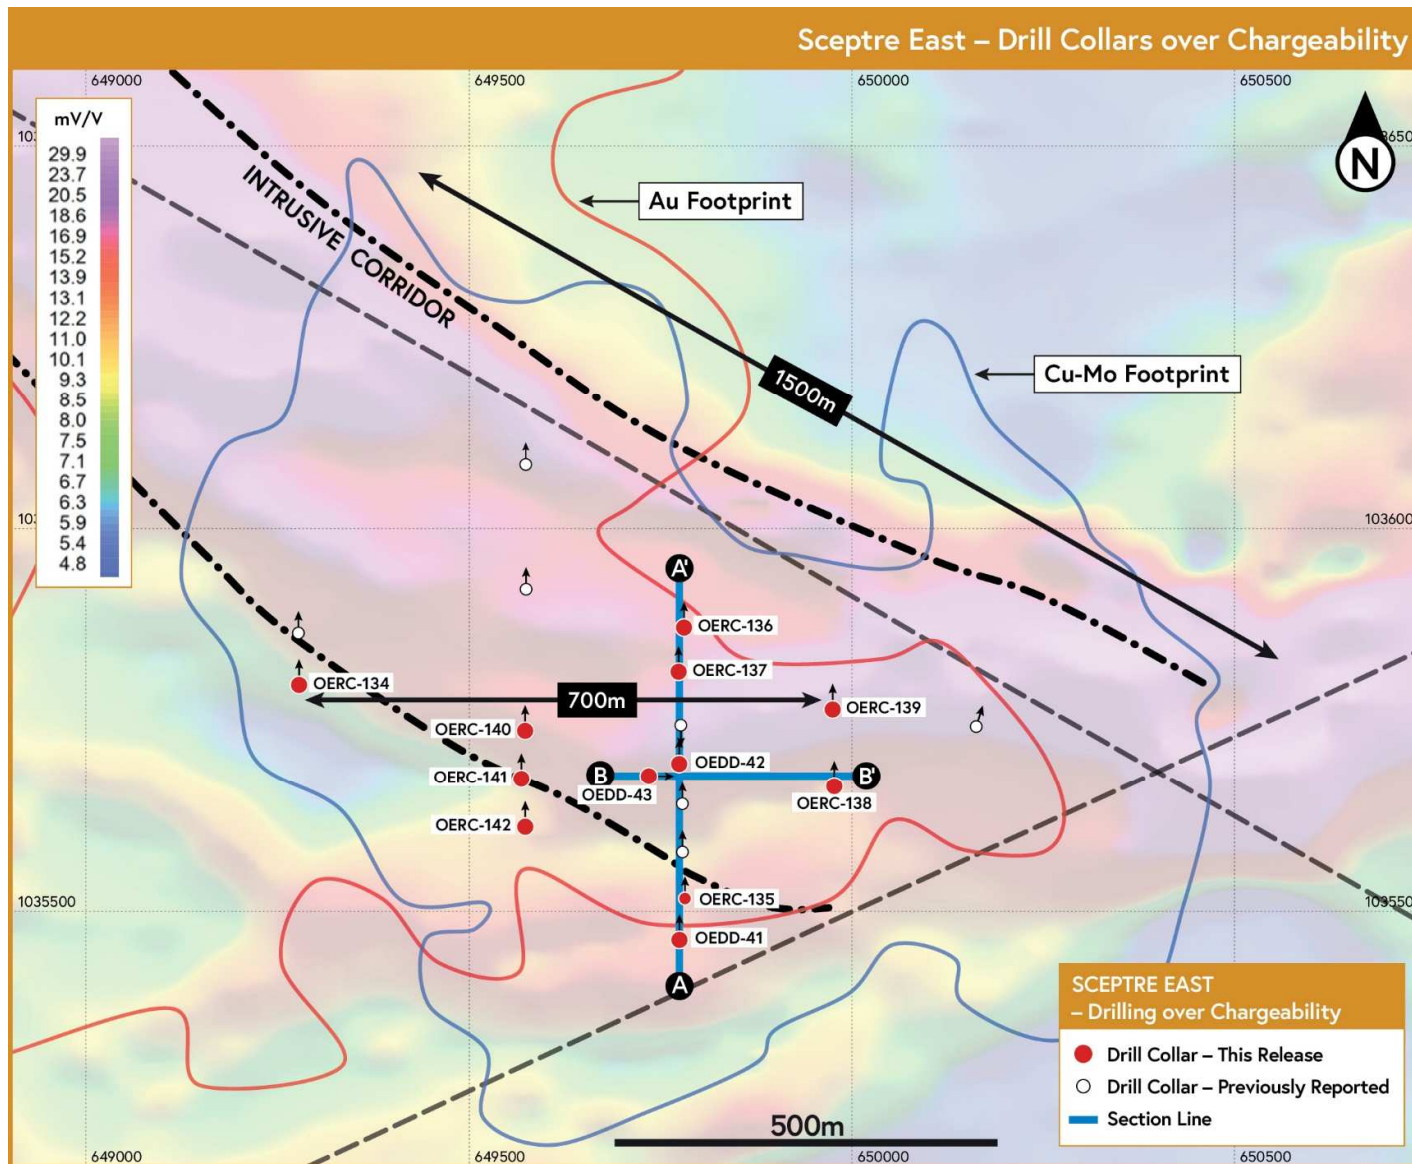 Sceptre East – Drill Collars over Chargeability
649000
649500
650000
650500
mV/V
29.9
23.7
20.5
18.6
16.9
15.2
13.9
13.1
12.2
11.0
10.1
9.3
8.5
8.0
7.5
7.1
6.7
6.3
5.9
5.4
4.8
N
INTRUSIVE CORRIDOR
Au Footprint
1500m
Cu-Mo Footprint
103600
A'
OERC-136
OERC-137
OERC-134
700m
OERC-139
OERC-140
OEDD-42
OERC-141
B
B'
OEDD-43
OERC-138
OERC-142
OERC-135
1035500
OEDD-41
A
SCEPTRE EAST
– Drilling over Chargeability
Drill Collar – This Release
Drill Collar – Previously Reported
Section Line
500m
649000
649500
650000
650500